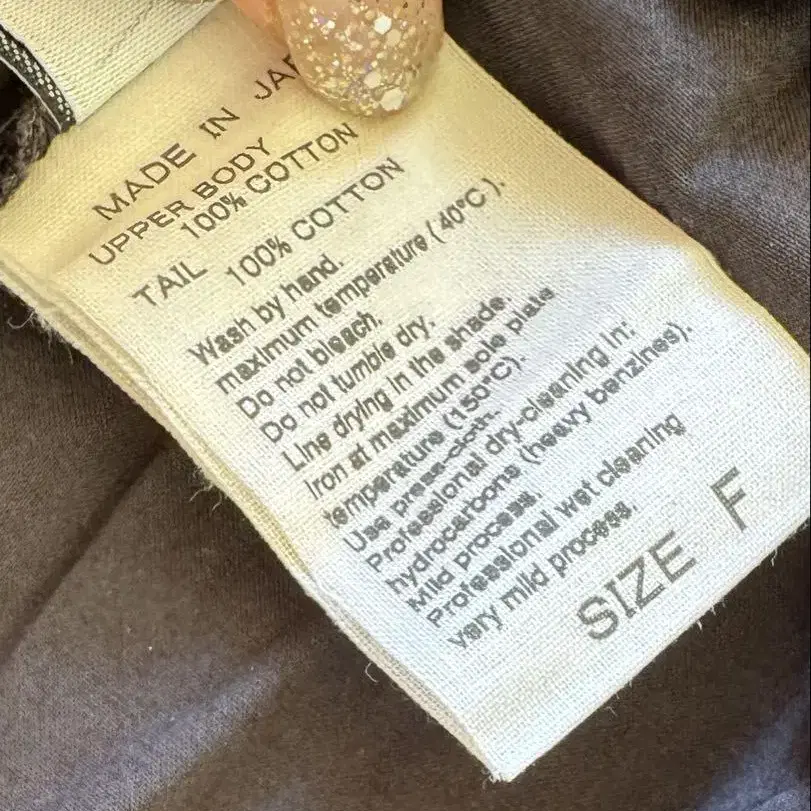 MADE IN JAP
UPPER BODY
100% COTTON
TAIL 100% COTTON
Wash by hand.
maximum temperature ( 40°C ).
Do not bleach.
Do not tumble dry.
Line drying in the shade.
Iron at maximum sole plate
temperature (150°C).
Use press-cloth.
Professional dry-cleaning in:
hydrocarbons (heavy benzines).
Mild process.
Professional wet cleaning
very mild process.
SIZE F